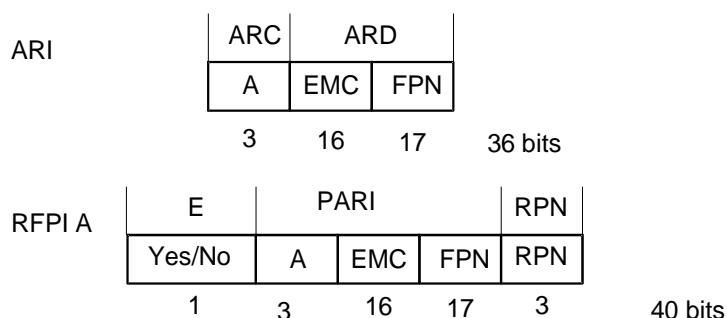 ARC ARD
ARI
A EMC FPN
3 16 17 36 bits
E PARI RPN
RFPI A
Yes/No A EMC FPN RPN
1 3 16 17 3 40 bits